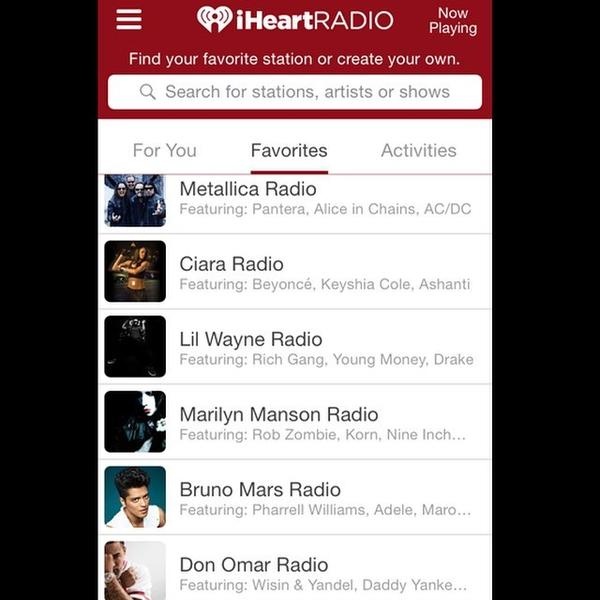 iHeartRADIO
Now
Playing
Find your favorite station or create your own.
Search for stations, artists or shows
For You
Favorites
Activities
Metallica Radio
Featuring: Pantera, Alice in Chains, AC/DC
Ciara Radio
Featuring: Beyoncé, Keyshia Cole, Ashanti
Lil Wayne Radio
Featuring: Rich Gang, Young Money, Drake
Marilyn Manson Radio
Featuring: Rob Zombie, Korn, Nine Inch...
Bruno Mars Radio
Featuring: Pharrell Williams, Adele, Maro...
Don Omar Radio
Featuring: Wisin & Yandel, Daddy Yanke...